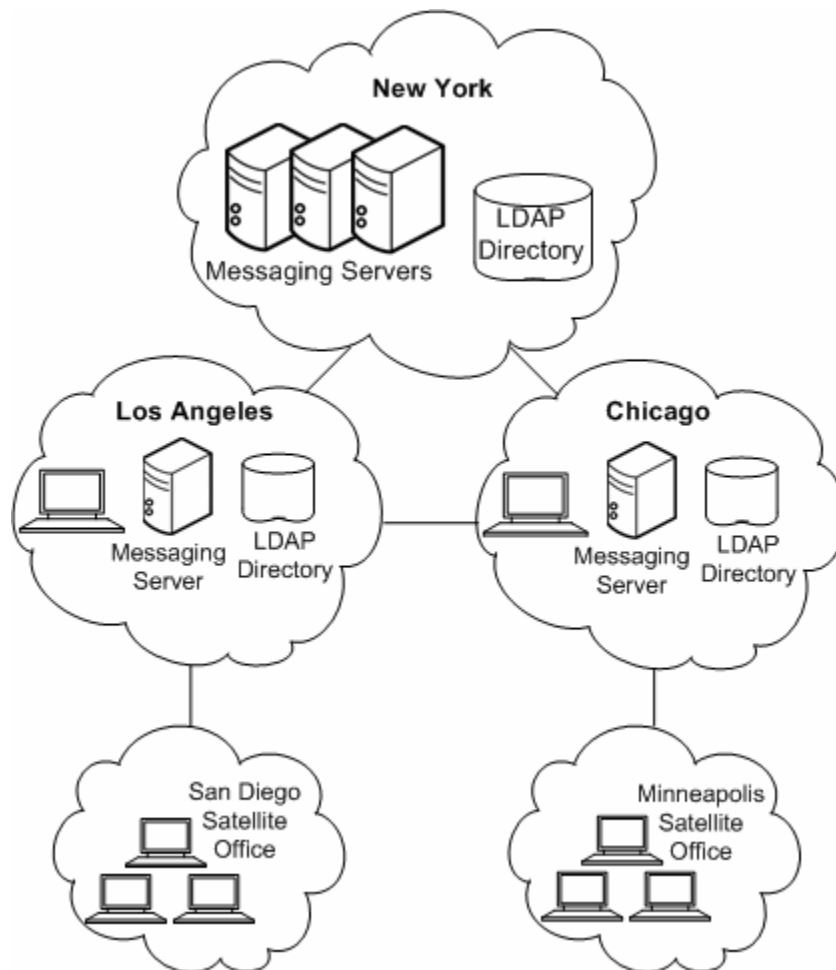 New York
LDAP
Directory
Messaging Servers
Los Angeles
Messaging
Server
LDAP
Directory
Chicago
Messaging
Server
LDAP
Directory
San Diego
Satellite
Office
Minneapolis
Satellite
Office